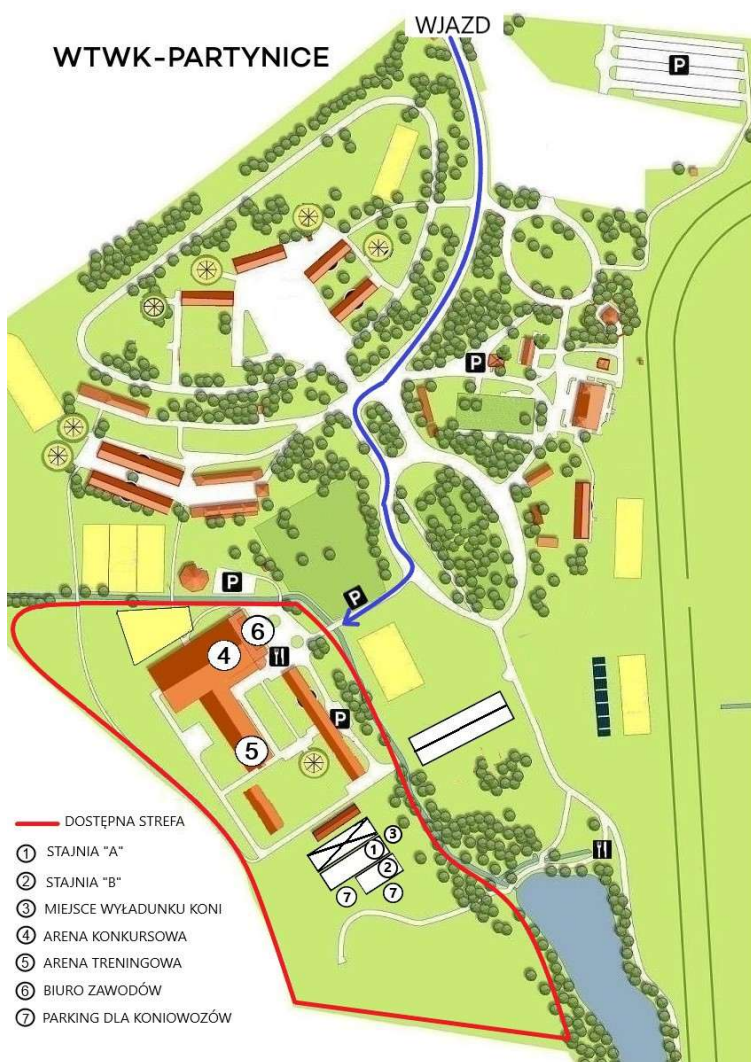 WJAZD
WTWK-PARTYNICE
P
P
P
P
6
4
P
5
3
1
2
7
7
DOSTĘPNA STREFA
1 STAJNIA "A"
2 STAJNIA "B"
3 MIEJSCE WYŁADUNKU KONI
4 ARENA KONKURSOWA
5 ARENA TRENINGOWA
6 BIURO ZAWODÓW
7 PARKING DLA KONIOWOZÓW